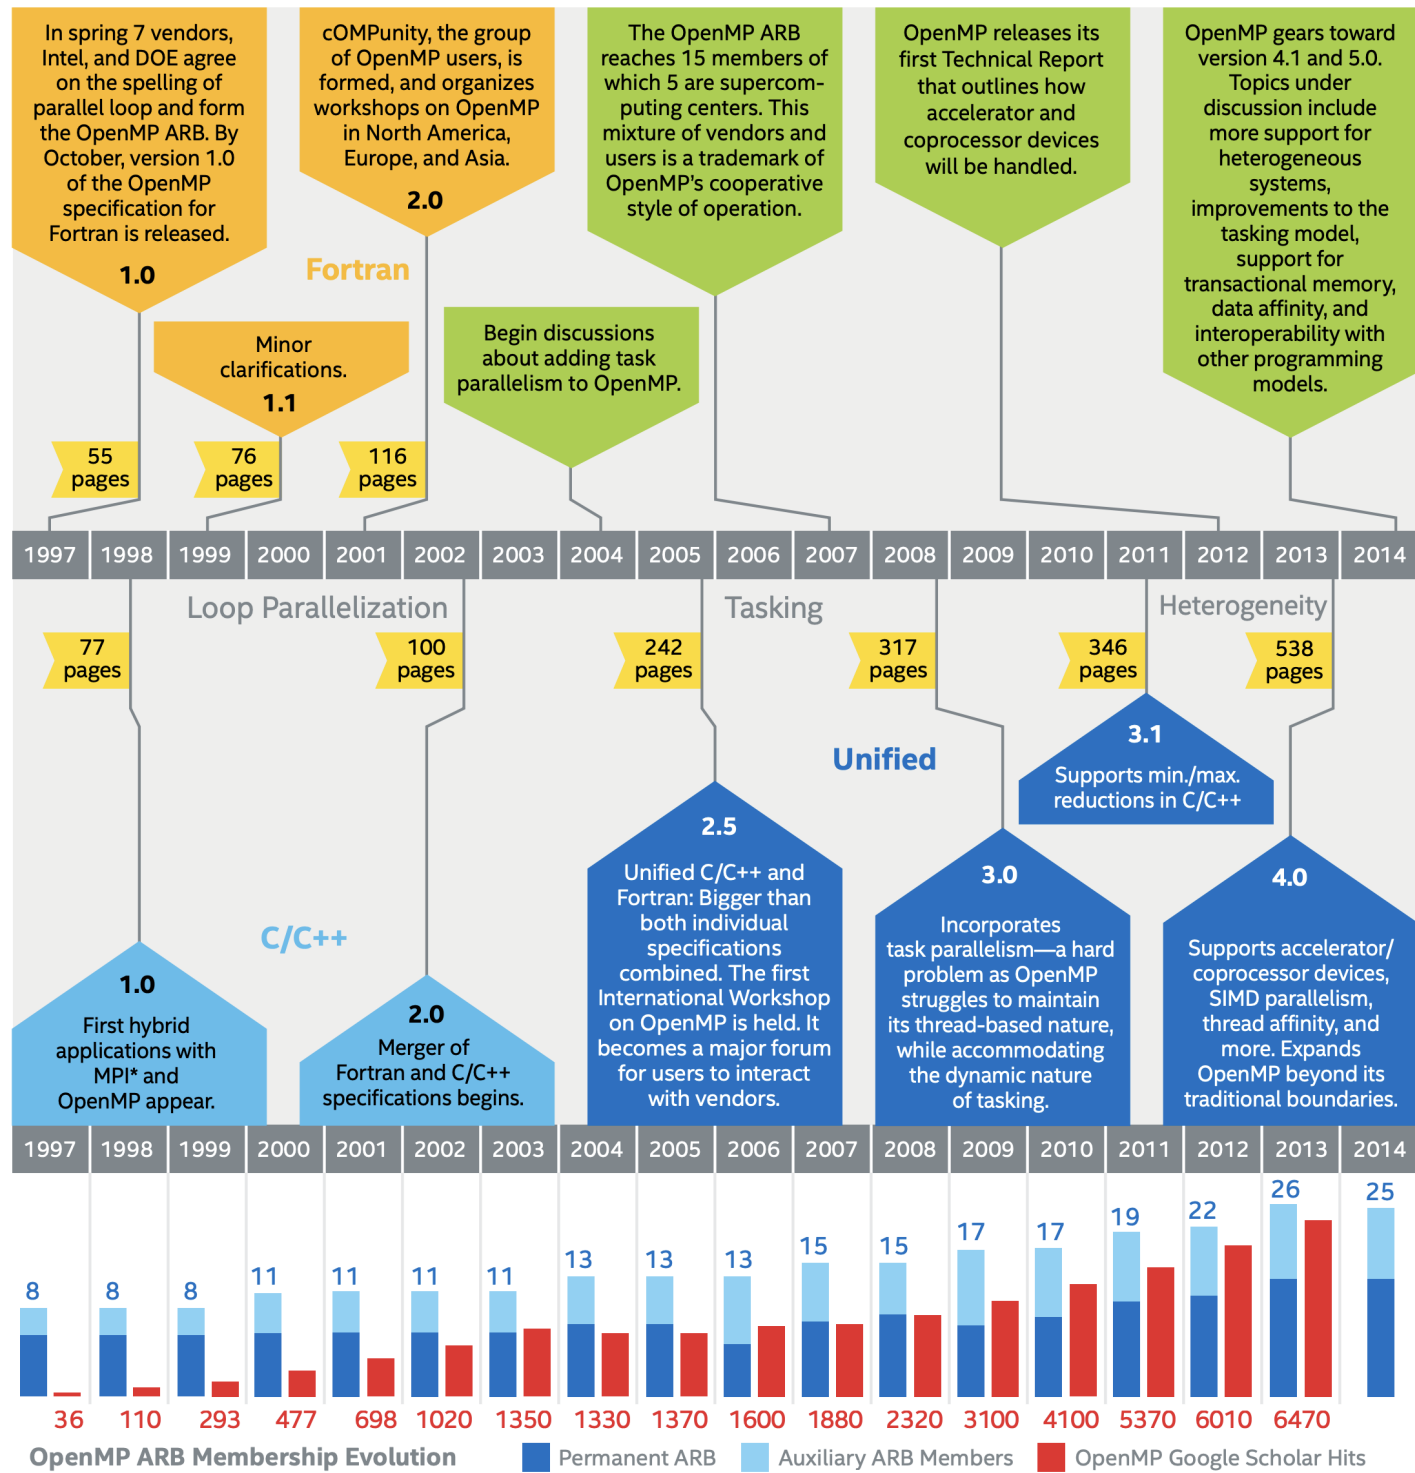 In spring 7 vendors,
Intel, and DOE agree
on the spelling of
parallel loop and form
the OpenMP ARB. By
October, version 1.0
of the OpenMP
specification for
Fortran is released.
1.0
cOMPunity, the group
of OpenMP users, is
formed, and organizes
workshops on OpenMP
in North America,
Europe, and Asia.
2.0
The OpenMP ARB
reaches 15 members of
which 5 are supercom-
puting centers. This
mixture of vendors and
users is a trademark of
OpenMP's cooperative
style of operation.
OpenMP releases its
first Technical Report
that outlines how
accelerator and
coprocessor devices
will be handled.
OpenMP gears toward
version 4.1 and 5.0.
Topics under
discussion include
more support for
heterogeneous
systems,
improvements to the
tasking model,
support for
transactional memory,
data affinity, and
interoperability with
other programming
models.
Fortran
Minor
clarifications.
1.1
Begin discussions
about adding task
parallelism to OpenMP.
55
pages
76
pages
116
pages
1997 1998 1999 2000 2001 2002 2003 2004 2005 2006 2007 2008 2009 2010 2011 2012 2013 2014
Loop Parallelization
Tasking
Heterogeneity
77
pages
100
pages
242
pages
317
pages
346
pages
538
pages
Unified
3.1
Supports min./max.
reductions in C/C++
C/C++
1.0
First hybrid
applications with
MPI* and
OpenMP appear.
2.0
Merger of
Fortran and C/C++
specifications begins.
2.5
Unified C/C++ and
Fortran: Bigger than
both individual
specifications
combined. The first
International Workshop
on OpenMP is held. It
becomes a major forum
for users to interact
with vendors.
3.0
Incorporates
task parallelism—a hard
problem as OpenMP
struggles to maintain
its thread-based nature,
while accommodating
the dynamic nature
of tasking.
4.0
Supports accelerator/
coprocessor devices,
SIMD parallelism,
thread affinity, and
more. Expands
OpenMP beyond its
traditional boundaries.
1997 1998 1999 2000 2001 2002 2003 2004 2005 2006 2007 2008 2009 2010 2011 2012 2013 2014
8 8 8 11 11 11 11 13 13 13 15 15 17 17 19 22 26 25
36 110 293 477 698 1020 1350 1330 1370 1600 1880 2320 3100 4100 5370 6010 6470
OpenMP ARB Membership Evolution
Permanent ARB
Auxiliary ARB Members
OpenMP Google Scholar Hits